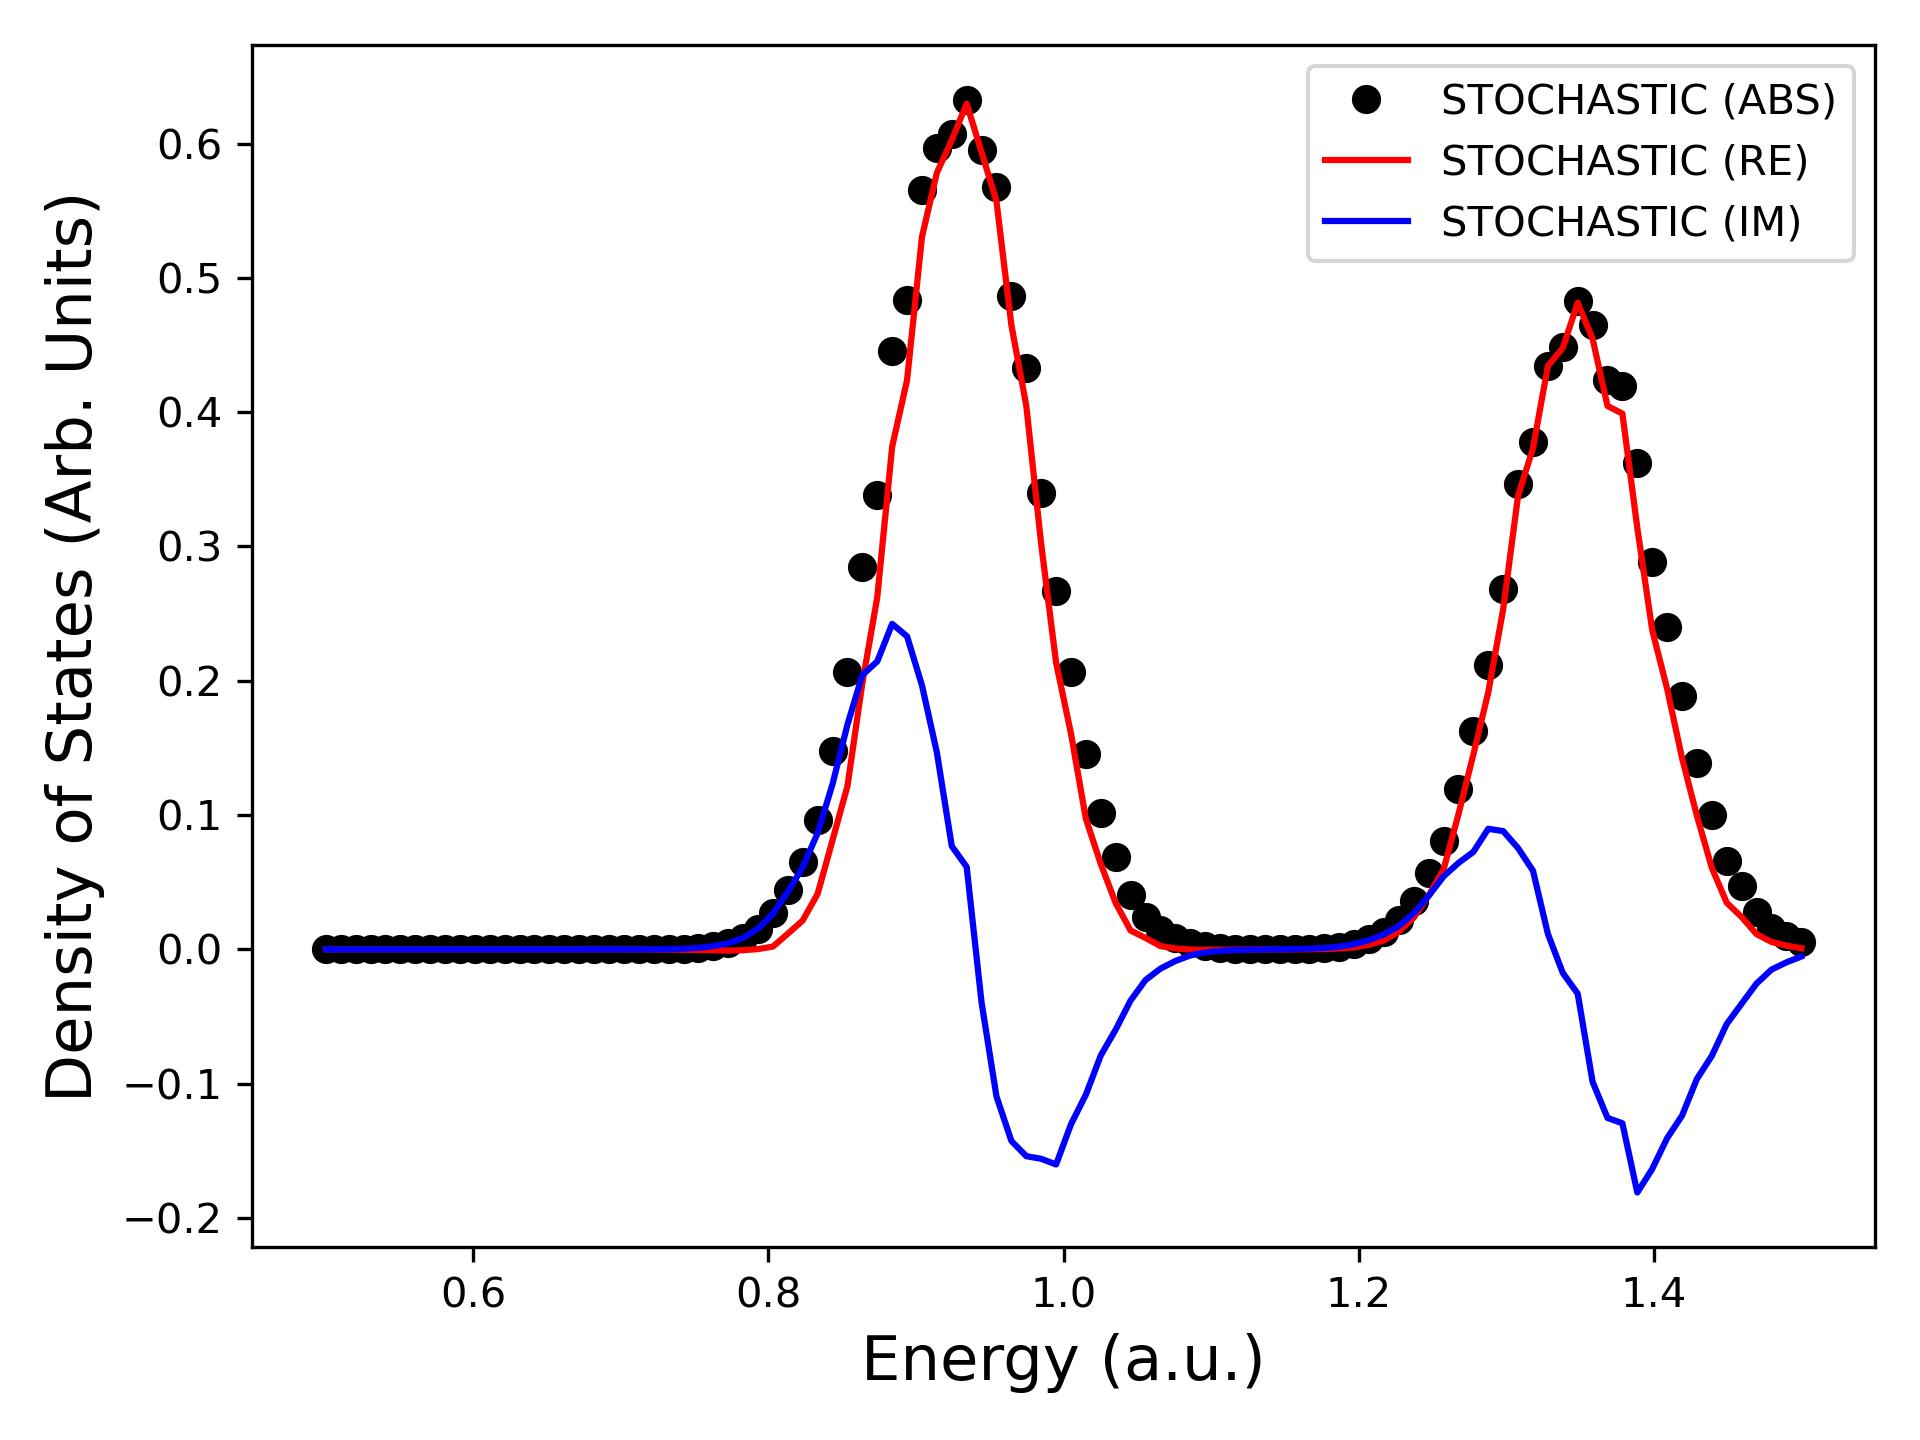 STOCHASTIC (ABS)
STOCHASTIC (RE)
STOCHASTIC (IM)
Density of States (Arb. Units)
0.6
0.5
0.4
0.3
0.2
0.1
0.0
−0.1
−0.2
0.6 0.8 1.0 1.2 1.4
Energy (a.u.)